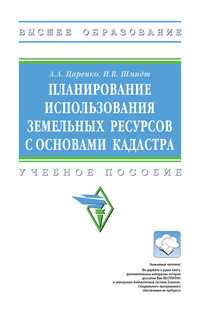 ВЫСШЕЕ ОБРАЗОВАНИЕ
А.А. Царенко, И.В. Шмидт
ПЛАНИРОВАНИЕ
ИСПОЛЬЗОВАНИЯ
ЗЕМЕЛЬНЫХ РЕСУРСОВ
С ОСНОВАМИ КАДАСТРА
УЧЕБНОЕ ПОСОБИЕ
Уважаемый читатель!
Вы держите в руках книгу,
дополнительные материалы которой
доступны Вам БЕСПЛАТНО
в электронно-библиотечной системе Znanium.
Специального программного
обеспечения не требуется